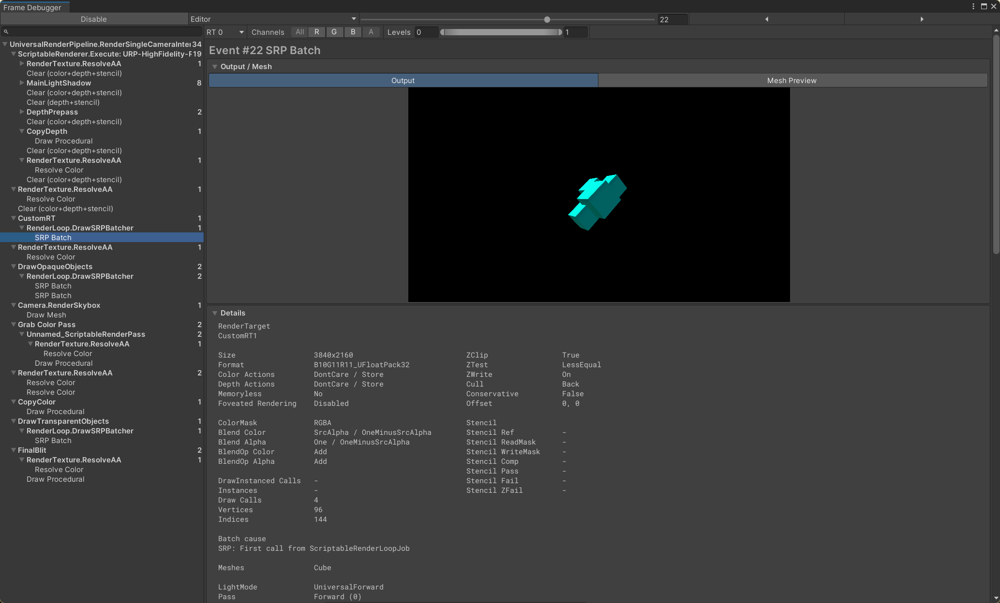 Frame Debugger
Disable
Editor
22
RT 0
Channels
All
R
G
B
A
Levels
0
1
UniversalRenderPipeline.RenderSingleCameraInter 34
ScriptableRenderer.Execute: URP-HighFidelity-F 19
RenderTexture.ResolveAA 1
Clear (color+depth+stencil)
MainLightShadow 8
Clear (color+depth+stencil)
Clear (depth+stencil)
DepthPrepass 2
Clear (color+depth+stencil)
CopyDepth 1
Draw Procedural
Clear (color+depth+stencil)
RenderTexture.ResolveAA 1
Resolve Color
Clear (color+depth+stencil)
RenderTexture.ResolveAA 1
Resolve Color
Clear (color+depth+stencil)
CustomRT 1
RenderLoop.DrawSRPBatcher 1
SRP Batch
RenderTexture.ResolveAA 1
Resolve Color
DrawOpaqueObjects 2
RenderLoop.DrawSRPBatcher 2
SRP Batch
SRP Batch
Camera.RenderSkybox 1
Draw Mesh
Grab Color Pass 2
Unnamed_ScriptableRenderPass 2
RenderTexture.ResolveAA 1
Resolve Color
Draw Procedural
RenderTexture.ResolveAA 2
Resolve Color
Resolve Color
CopyColor 1
Draw Procedural
DrawTransparentObjects 1
RenderLoop.DrawSRPBatcher 1
SRP Batch
FinalBlit 2
RenderTexture.ResolveAA 1
Resolve Color
Draw Procedural
Event #22 SRP Batch
Output / Mesh
Output
Mesh Preview
Details
RenderTarget
CustomRT1
Size 3840x2160 ZClip True
Format B10G11R11_UFloatPack32 ZTest LessEqual
Color Actions DontCare / Store ZWrite On
Depth Actions DontCare / Store Cull Back
Memoryless No Conservative False
Foveated Rendering Disabled Offset 0, 0
ColorMask RGBA Stencil
Blend Color SrcAlpha / OneMinusSrcAlpha Stencil Ref -
Blend Alpha One / OneMinusSrcAlpha Stencil ReadMask -
BlendOp Color Add Stencil WriteMask -
BlendOp Alpha Add Stencil Comp -
Stencil Pass -
DrawInstanced Calls - Stencil Fail -
Instances - Stencil ZFail -
Draw Calls 4
Vertices 96
Indices 144
Batch cause
SRP: First call from ScriptableRenderLoopJob
Meshes Cube
LightMode UniversalForward
Pass Forward (0)